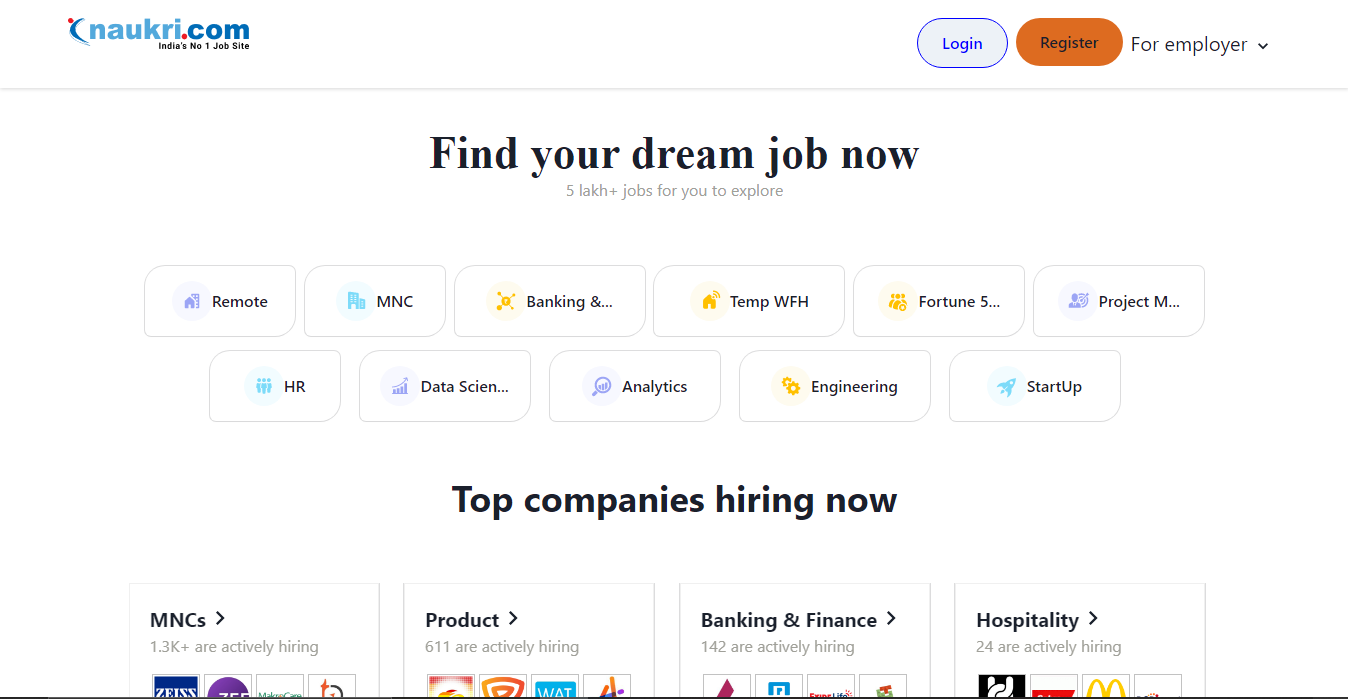 naukri.com
India's No 1 Job Site
Login
Register
For employer
Find your dream job now
5 lakh+ jobs for you to explore
Remote
MNC
Banking &...
Temp WFH
Fortune 5...
Project M...
HR
Data Scien...
Analytics
Engineering
StartUp
Top companies hiring now
MNCs
1.3K+ are actively hiring
Product
611 are actively hiring
Banking & Finance
142 are actively hiring
Hospitality
24 are actively hiring
ZEISS
ZEE
MakroCare
WAT